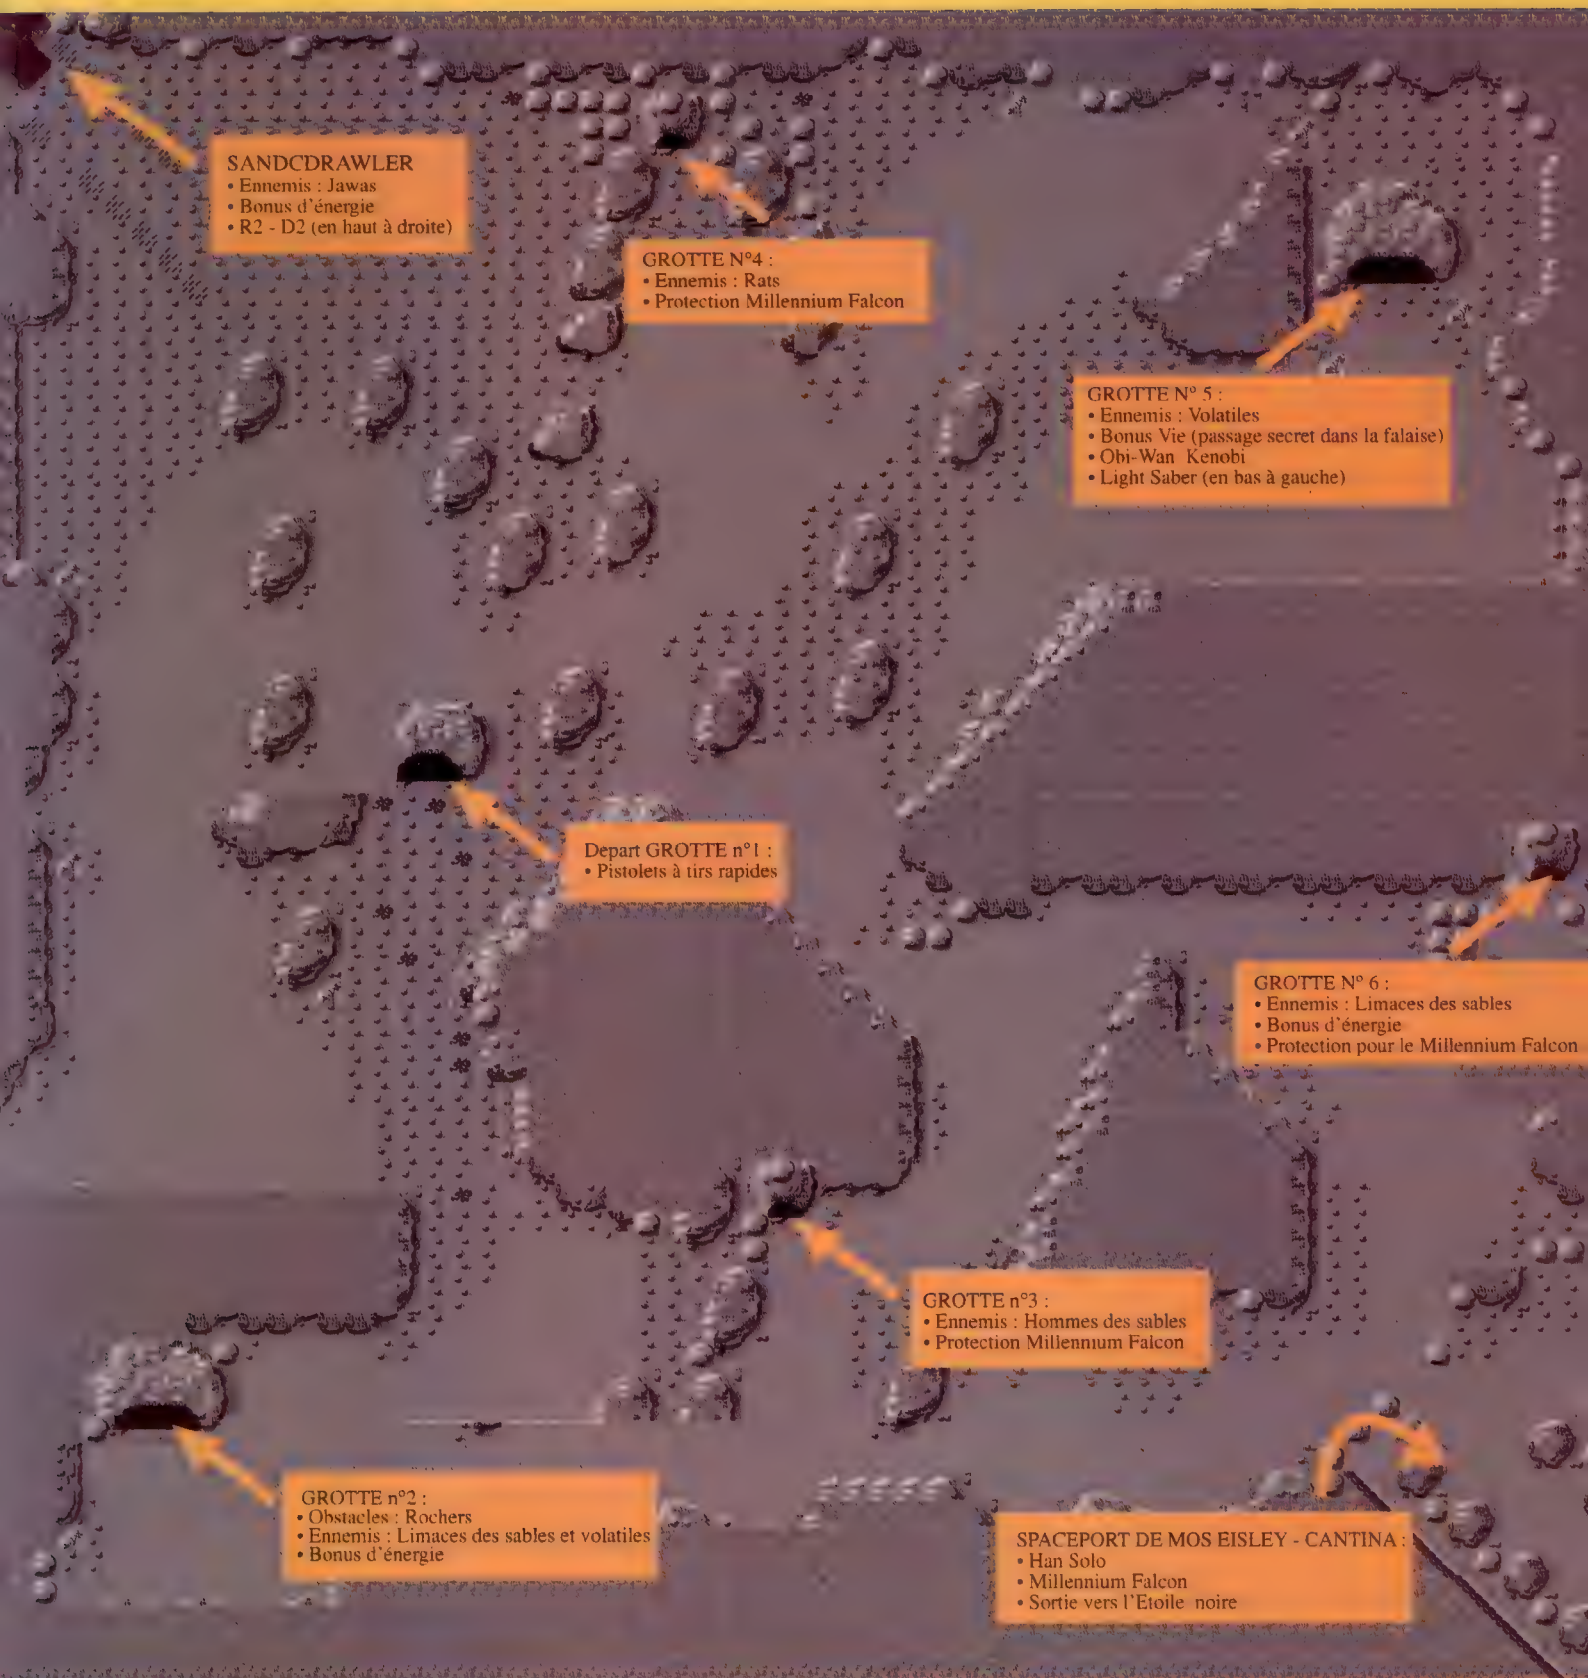 SANDCDRAWLER
• Ennemis : Jawas
• Bonus d'énergie
• R2 - D2 (en haut à droite)
GROTTE N°4 :
• Ennemis : Rats
• Protection Millennium Falcon
GROTTE N° 5 :
• Ennemis : Volatiles
• Bonus Vie (passage secret dans la falaise)
• Obi-Wan Kenobi
• Light Saber (en bas à gauche)
Depart GROTTE n°1 :
• Pistolets à tirs rapides
GROTTE N° 6 :
• Ennemis : Limaces des sables
• Bonus d'énergie
• Protection pour le Millennium Falcon
GROTTE n°3 :
• Ennemis : Hommes des sables
• Protection Millennium Falcon
GROTTE n°2 :
• Obstacles : Rochers
• Ennemis : Limaces des sables et volatiles
• Bonus d'énergie
SPACEPORT DE MOS EISLEY - CANTINA :
• Han Solo
• Millennium Falcon
• Sortie vers l'Etoile noire